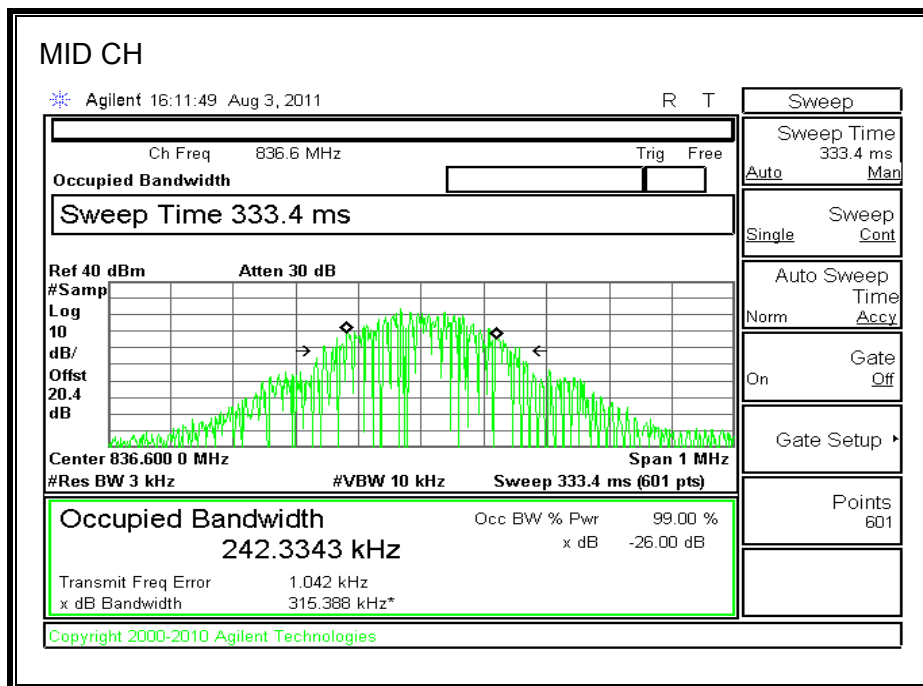 MID CH
Agilent 16:11:49 Aug 3, 2011 R T
Ch Freq 836.6 MHz Trig Free
Occupied Bandwidth
Sweep Time 333.4 ms
Ref 40 dBm Atten 30 dB
#Samp
Log
10
dB/
Offst
20.4
dB
Center 836.600 0 MHz Span 1 MHz
#Res BW 3 kHz #VBW 10 kHz Sweep 333.4 ms (601 pts)
Occupied Bandwidth Occ BW % Pwr 99.00 %
242.3343 kHz x dB -26.00 dB
Transmit Freq Error 1.042 kHz
x dB Bandwidth 315.388 kHz*
Copyright 2000-2010 Agilent Technologies
Sweep
Sweep Time
333.4 ms
Auto Man
Sweep
Single Cont
Auto Sweep
Time
Norm Accy
Gate
On Off
Gate Setup
Points
601